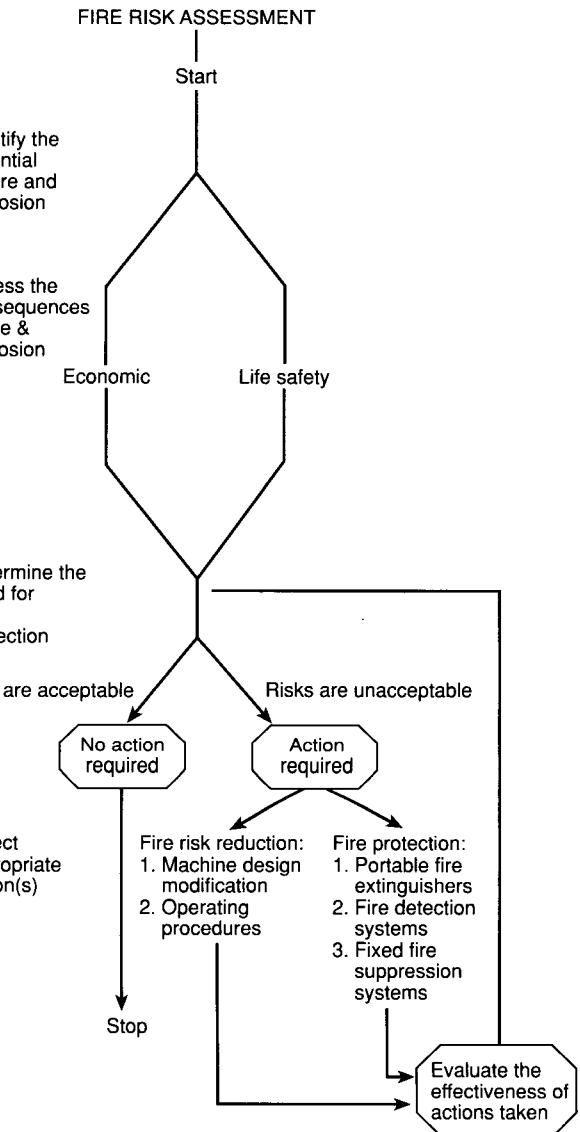 FIRE RISK ASSESSMENT
Start
tify the
ntial
re and
osion
ess the
sequences
e &
osion
Economic
Life safety
ermine the
d for
ection
are acceptable
Risks are unacceptable
No action
required
Action
required
ect
ropriate
on(s)
Fire risk reduction:
1. Machine design
modification
2. Operating
procedures
Fire protection:
1. Portable fire
extinguishers
2. Fire detection
systems
3. Fixed fire
suppression
systems
Stop
Evaluate the
effectiveness of
actions taken